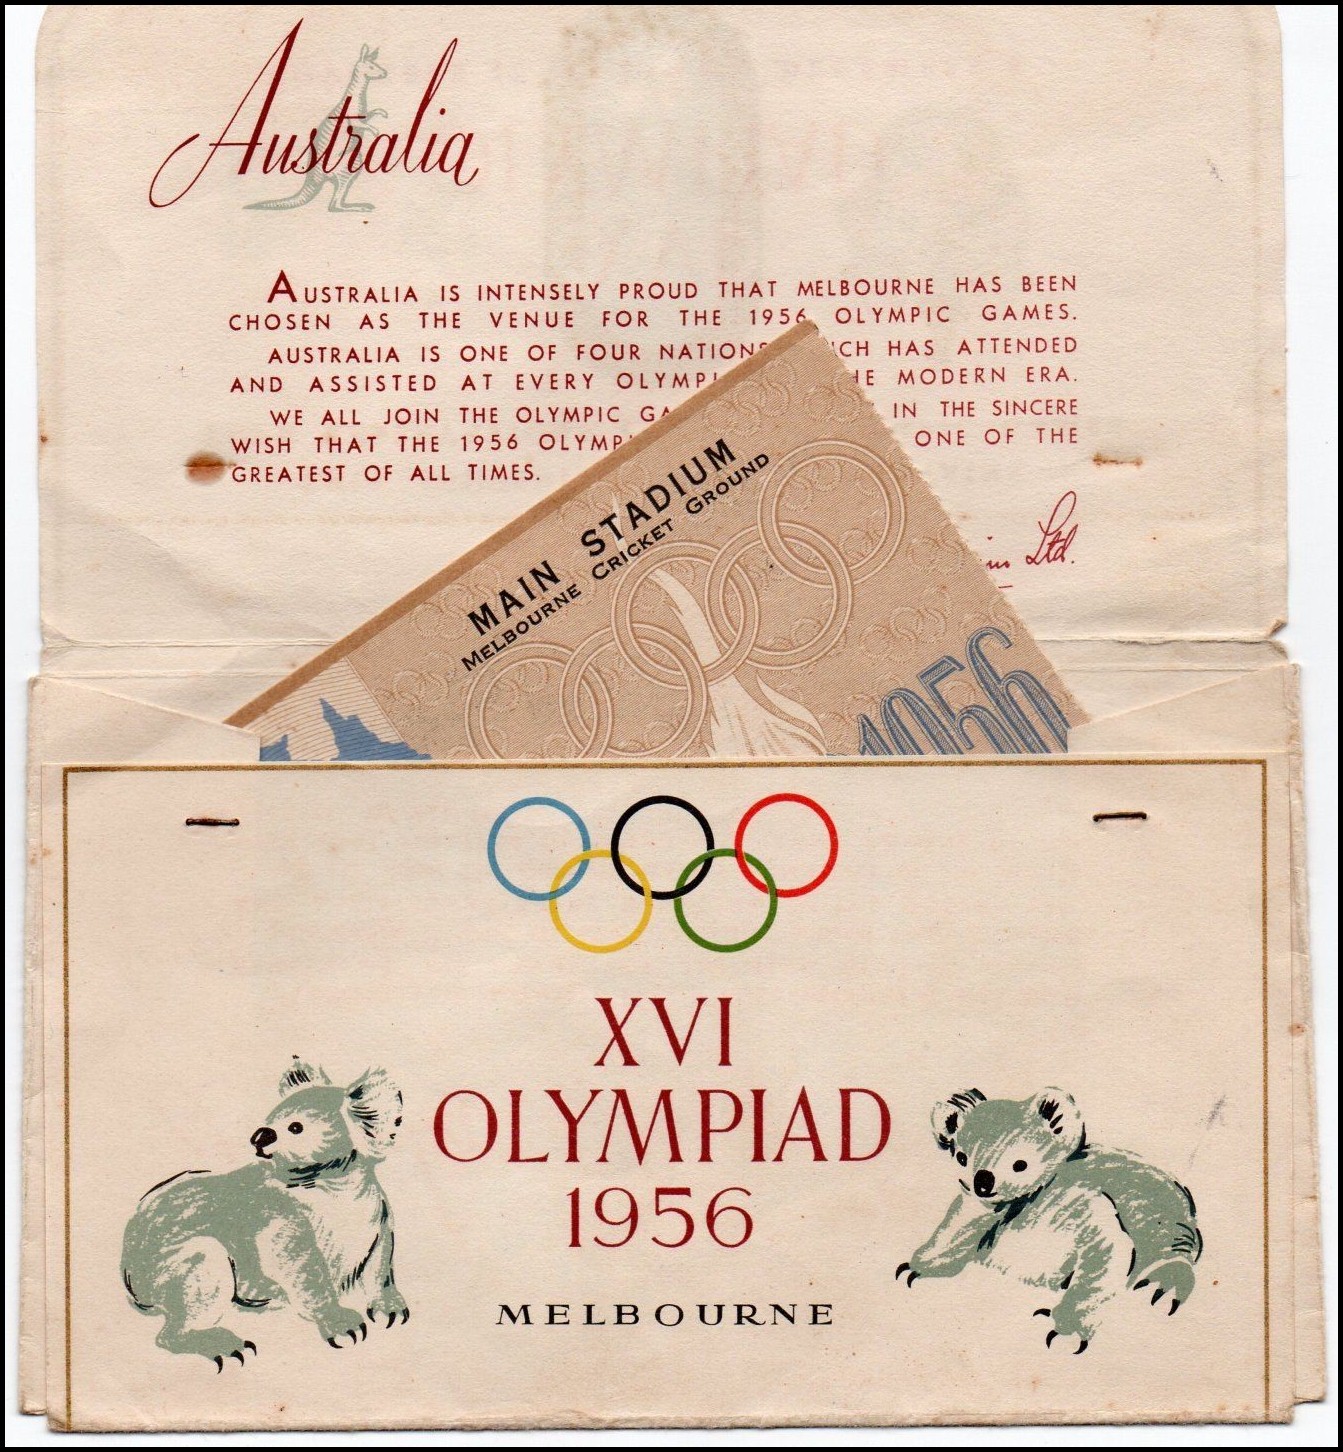 Australia
AUSTRALIA IS INTENSELY PROUD THAT MELBOURNE HAS BEEN
CHOSEN AS THE VENUE FOR THE 1956 OLYMPIC GAMES.
AUSTRALIA IS ONE OF FOUR NATIONS HAS ATTENDED
AND ASSISTED AT EVERY MODERN ERA.
WE ALL JOIN THE OLYMPIC IN THE SINCERE
WISH THAT THE 1956 ONE OF THE
GREATEST OF ALL TIMES.
Ltd.
MAIN STADIUM
MELBOURNE CRICKET GROUND
1956
XVI
OLYMPIAD
1956
MELBOURNE